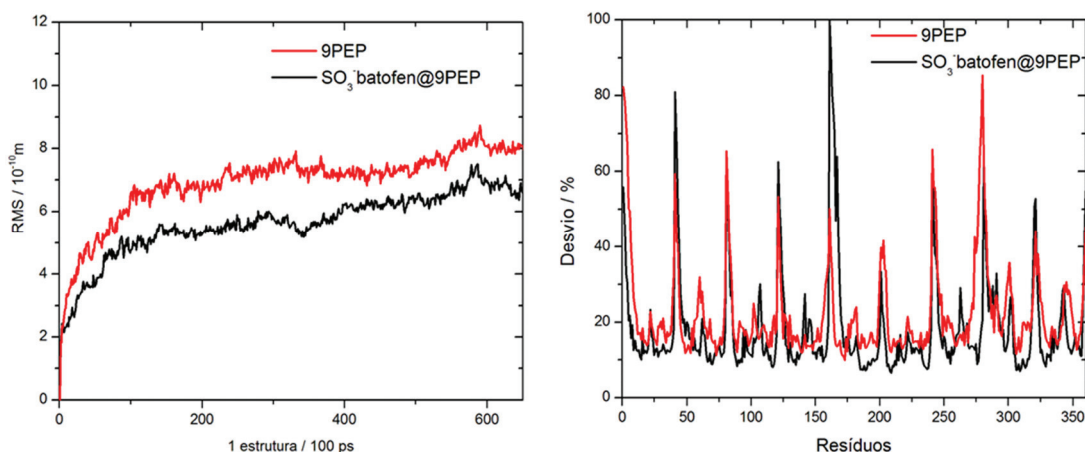 12
10
8
6
4
2
0
RMS / 10⁻¹⁰m
9PEP
SO₃⁻batofen@9PEP
0 200 400 600
1 estrutura / 100 ps
100
80
60
40
20
0
Desvio / %
9PEP
SO₃⁻batofen@9PEP
0 50 100 150 200 250 300 350
Resíduos